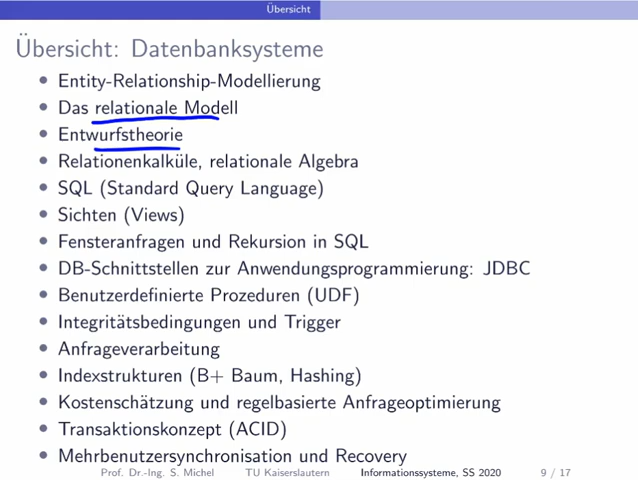 Übersicht
Übersicht: Datenbanksysteme
• Entity-Relationship-Modellierung
• Das relationale Modell
• Entwurfstheorie
• Relationenkalküle, relationale Algebra
• SQL (Standard Query Language)
• Sichten (Views)
• Fensteranfragen und Rekursion in SQL
• DB-Schnittstellen zur Anwendungsprogrammierung: JDBC
• Benutzerdefinierte Prozeduren (UDF)
• Integritätsbedingungen und Trigger
• Anfrageverarbeitung
• Indexstrukturen (B+ Baum, Hashing)
• Kostenschätzung und regelbasierte Anfrageoptimierung
• Transaktionskonzept (ACID)
• Mehrbenutzersynchronisation und Recovery
Prof. Dr.-Ing. S. Michel TU Kaiserslautern Informationssysteme, SS 2020 9 / 17